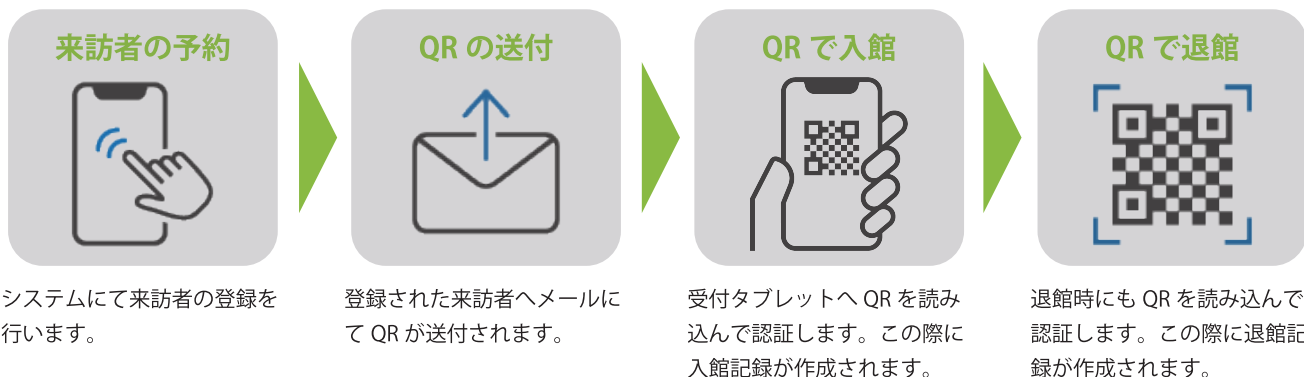 来訪者の予約
システムにて来訪者の登録を
行います。
QR の送付
登録された来訪者へメールに
て QR が送付されます。
QR で入館
受付タブレットへ QR を読み
込んで認証します。この際に
入館記録が作成されます。
QR で退館
退館時にも QR を読み込んで
認証します。この際に退館記
録が作成されます。